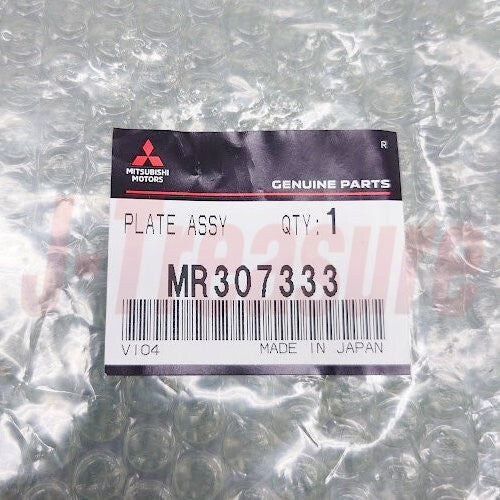 R
MITSUBISHI
MOTORS
GENUINE PARTS
PLATE ASSY QTY:1
MR307333
VI04 MADE IN JAPAN
J-Treasure